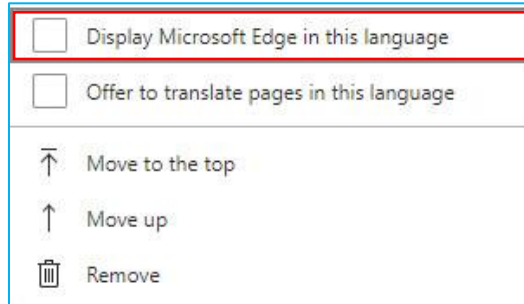 Display Microsoft Edge in this language
Offer to translate pages in this language
Move to the top
Move up
Remove